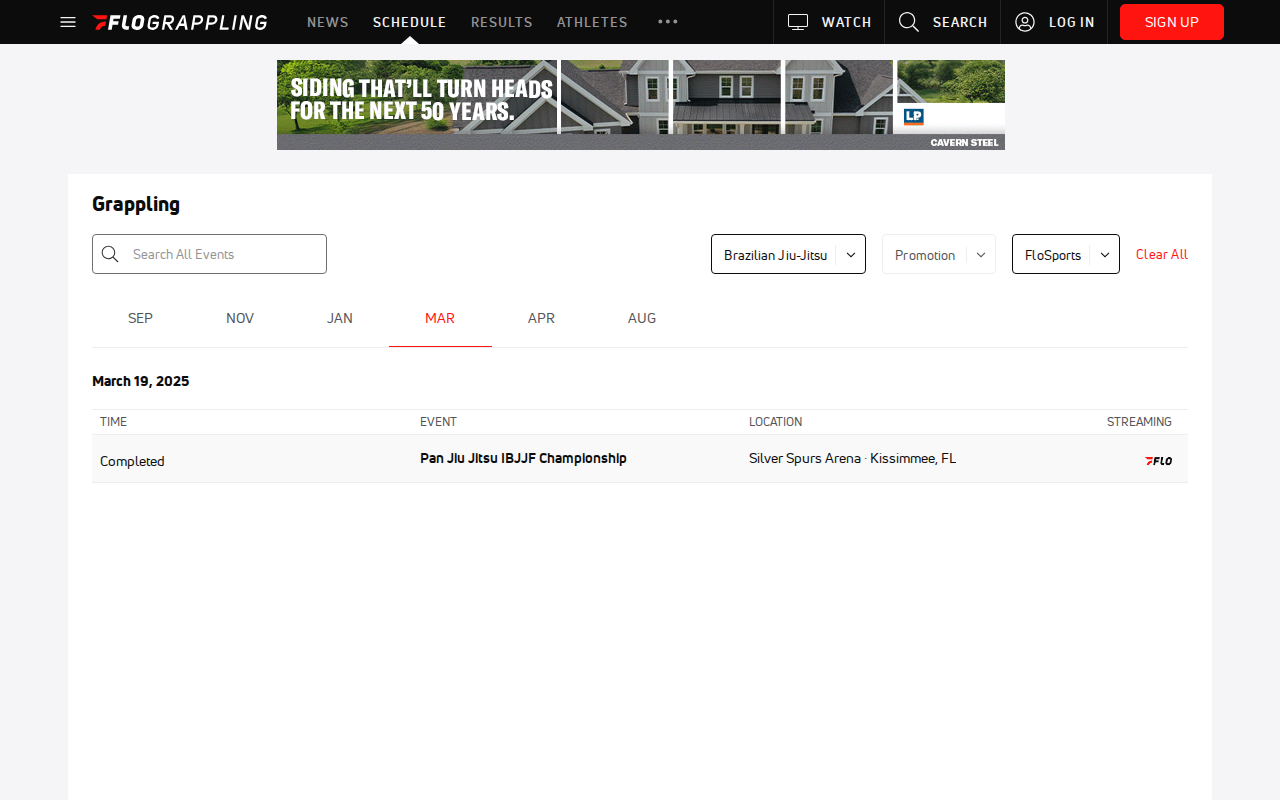 FLOGRAPPLING NEWS SCHEDULE RESULTS ATHLETES ••• WATCH SEARCH LOG IN SIGN UP
SIDING THAT'LL TURN HEADS
FOR THE NEXT 50 YEARS.
LP
CAVERN STEEL
Grappling
Search All Events Brazilian Jiu-Jitsu Promotion FloSports Clear All
SEP NOV JAN MAR APR AUG
March 19, 2025
TIME EVENT LOCATION STREAMING
Completed Pan Jiu Jitsu IBJJF Championship Silver Spurs Arena · Kissimmee, FL FLO